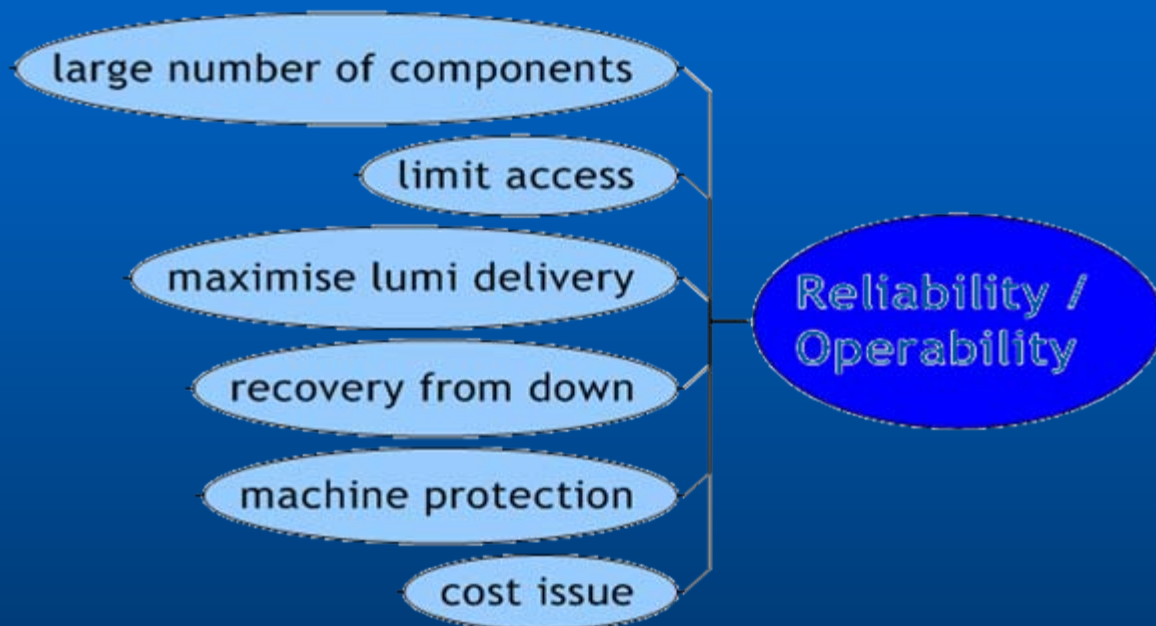 large number of components
limit access
maximise lumi delivery
recovery from down
machine protection
cost issue
Reliability /
Operability